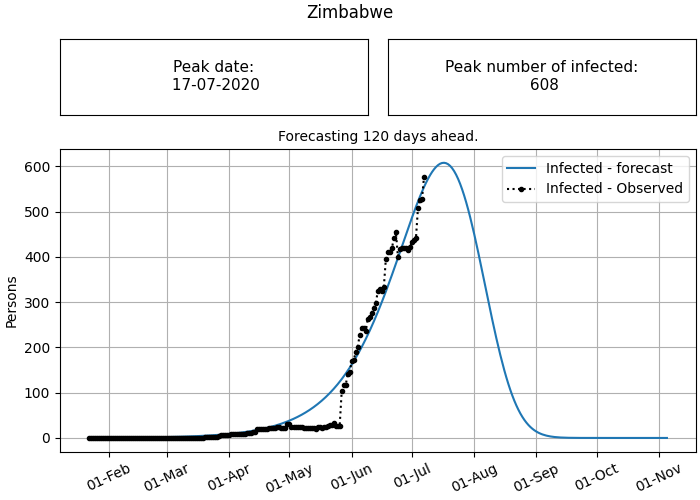 Zimbabwe
Peak date:
17-07-2020
Peak number of infected:
608
Forecasting 120 days ahead.
Infected - forecast
Infected - Observed
Persons
600
500
400
300
200
100
0
01-Feb
01-Mar
01-Apr
01-May
01-Jun
01-Jul
01-Aug
01-Sep
01-Oct
01-Nov